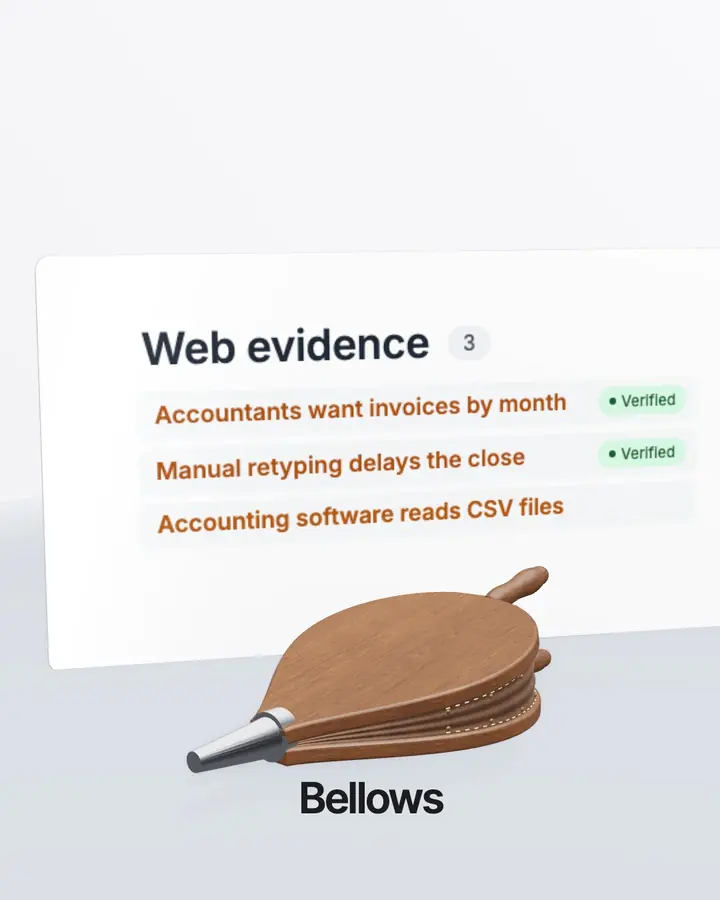 Web evidence 3
Accountants want invoices by month • Verified
Manual retyping delays the close • Verified
Accounting software reads CSV files
Bellows